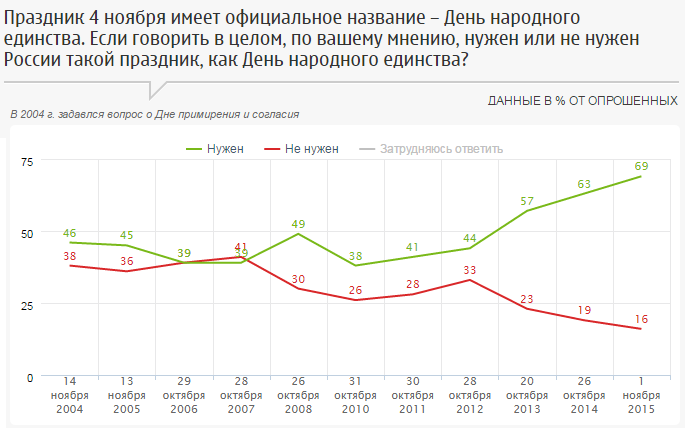 Праздник 4 ноября имеет официальное название – День народного
единства. Если говорить в целом, по вашему мнению, нужен или не нужен
России такой праздник, как День народного единства?
ДАННЫЕ В % ОТ ОПРОШЕННЫХ
В 2004 г. задавался вопрос о Дне примирения и согласия
Нужен Не нужен Затрудняюсь ответить
75
50
25
0
46 45 39 39 49 38 41 44 57 63 69
38 36 41 30 26 28 33 23 19 16
14 13 29 28 26 31 30 28 20 26 1
ноября ноября октября октября октября октября октября октября октября октября ноября
2004 2005 2006 2007 2008 2010 2011 2012 2013 2014 2015